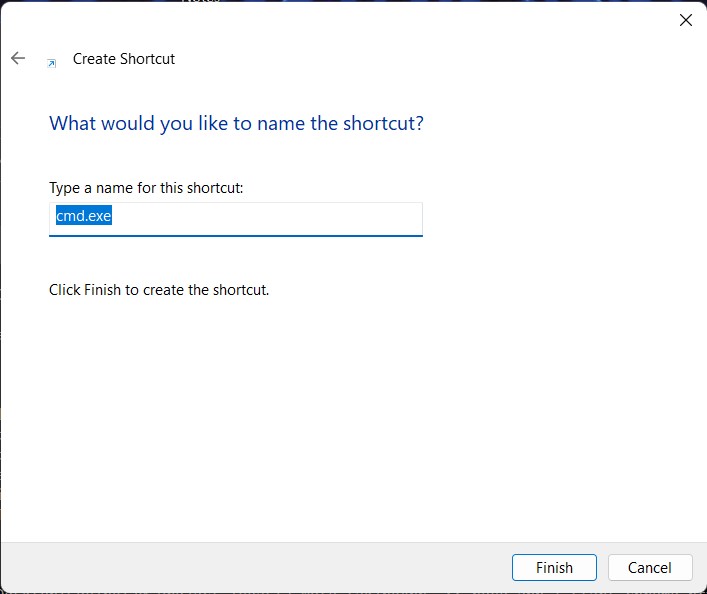 Create Shortcut
What would you like to name the shortcut?
Type a name for this shortcut:
cmd.exe
Click Finish to create the shortcut.
Finish
Cancel